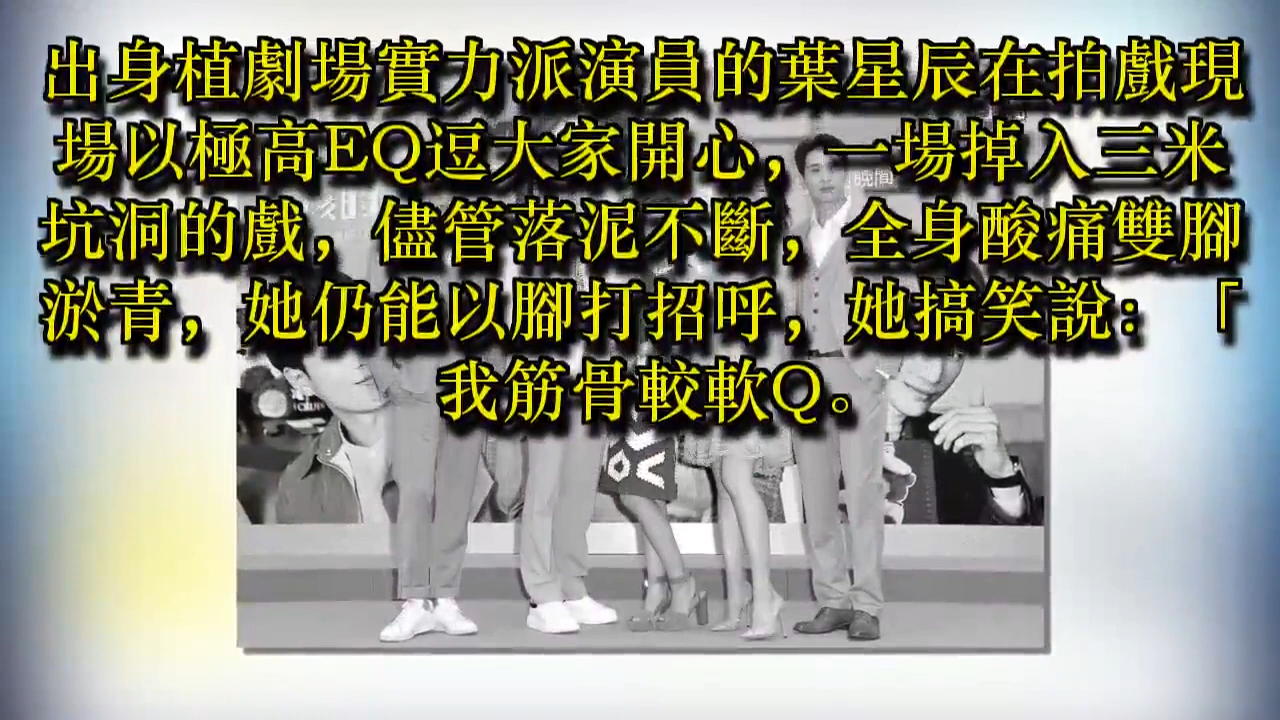 出身植劇場實力派演員的葉星辰在拍戲現
場以極高EQ逗大家開心，一場掉入三米
坑洞的戲，儘管落泥不斷，全身酸痛雙腳
淤青，她仍能以腳打招呼，她搞笑說：「
我筋骨較軟Q。
晚間